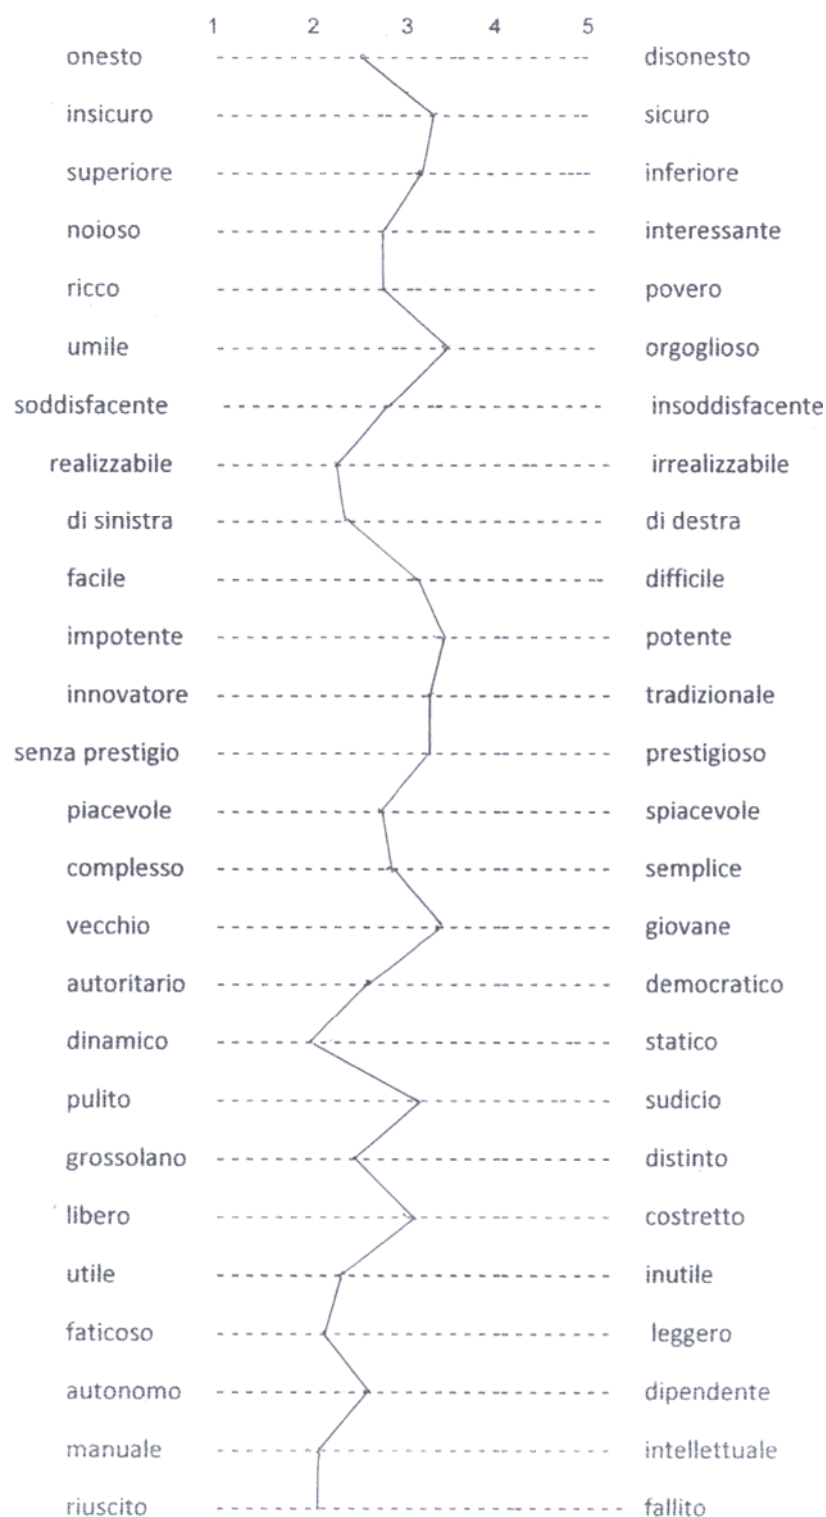 1 2 3 4 5
onesto disonesto
insicuro sicuro
superiore inferiore
noioso interessante
ricco povero
umile orgoglioso
soddisfacente insoddisfacente
realizzabile irrealizzabile
di sinistra di destra
facile difficile
impotente potente
innovatore tradizionale
senza prestigio prestigioso
piacevole spiacevole
complesso semplice
vecchio giovane
autoritario democratico
dinamico statico
pulito sudicio
grossolano distinto
libero costretto
utile inutile
faticoso leggero
autonomo dipendente
manuale intellettuale
riuscito fallito